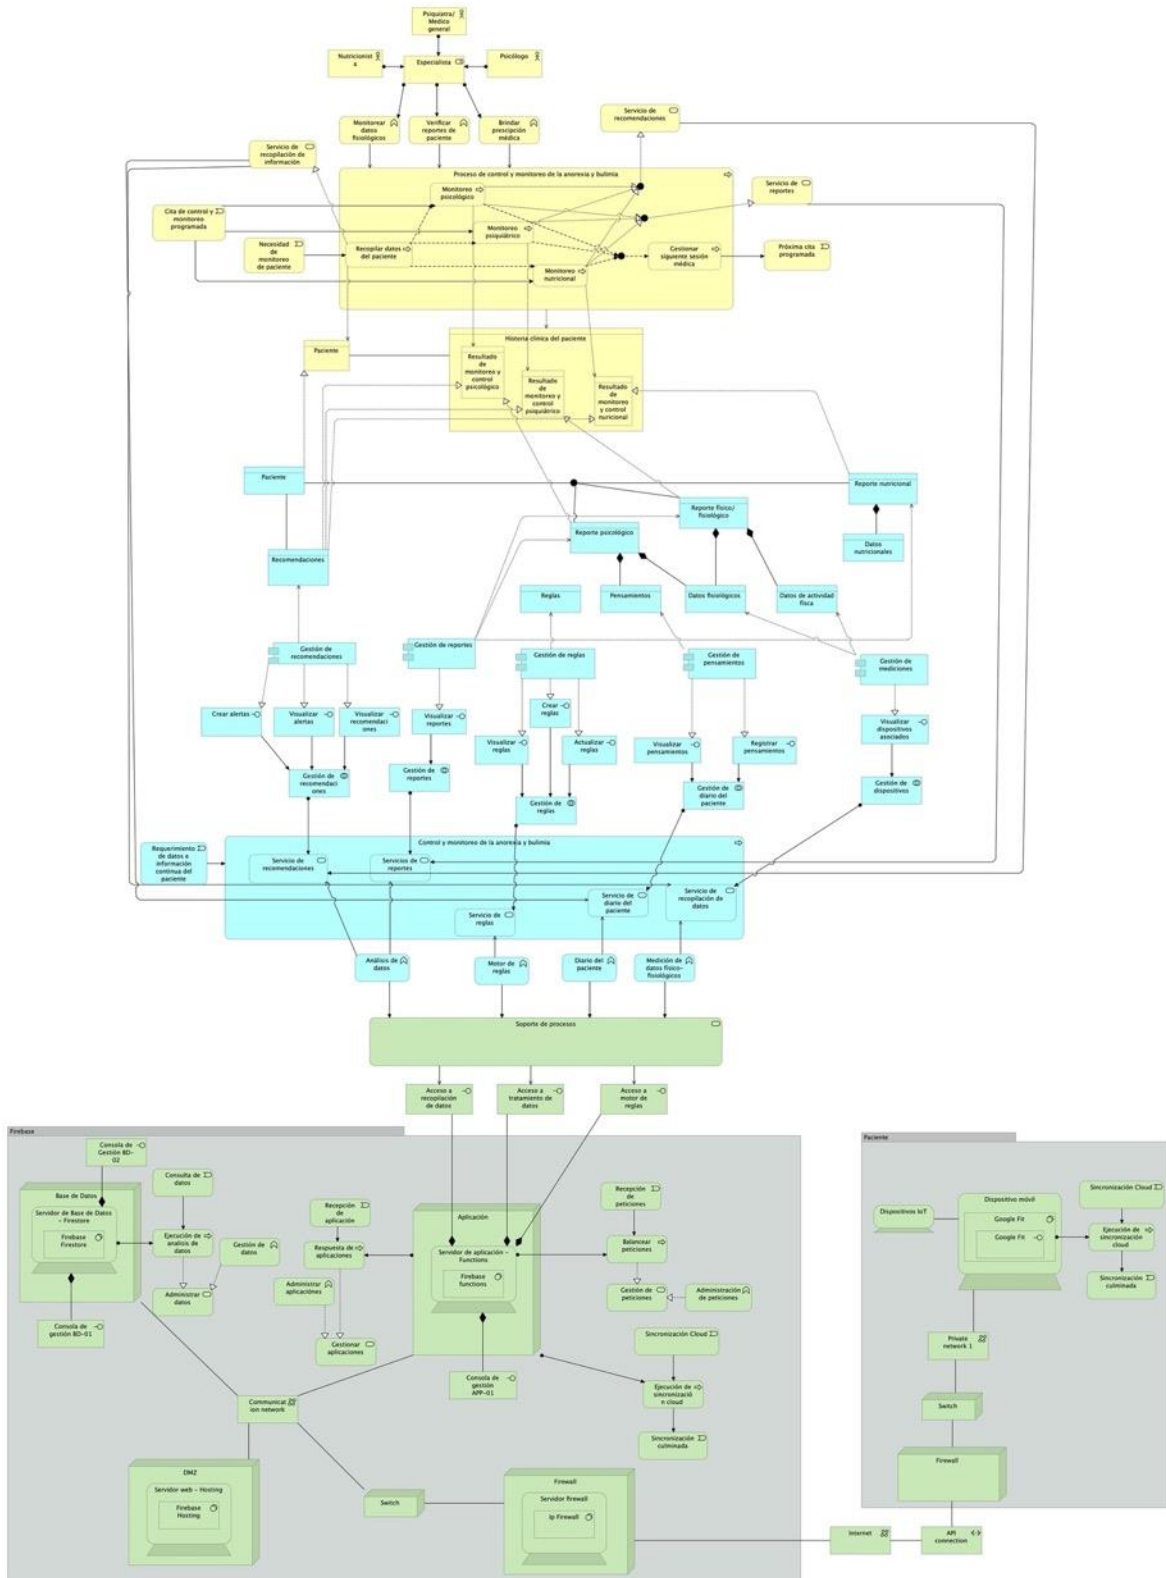 Psiquiatra/
Medico
general
Nutricionist
a
Especialista
Psicólogo
Monitorear
datos
fisiológicos
Verificar
reportes de
paciente
Brindar
prescipción
médica
Servicio de
recomendaciones
Servicio de
recopilación de
información
Proceso de control y monitoreo de la anorexia y bulimia
Monitoreo
psicológico
Servicio de
reportes
Cita de control y
monitoreo
programada
Monitoreo
psiquiátrico
Necesidad
de
monitoreo
de paciente
Recopilar datos
del paciente
Gestionar
siguiente sesión
médica
Próxima cita
programada
Monitoreo
nutricional
Historia clínica del paciente
Paciente
Resultado
de
monitoreo y
control
psicológico
Resultado
de
monitoreo y
control
psiquiátrico
Resultado
de
monitoreo
y control
nuricional
Paciente
Reporte nutricional
Reporte físico/
fisiológico
Reporte psicológico
Datos
nutricionales
Recomendaciones
Reglas
Pensamientos
Datos fisiológicos
Datos de actividad
físca
Gestión de
recomendaciones
Gestión de reportes
Gestión de reglas
Gestión de
pensamientos
Gestión de
mediciones
Crear alertas
Visualizar
alertas
Visualizar
recomendaci
ones
Visualizar
reportes
Crear
reglas
Visualizar
reglas
Actualizar
reglas
Visualizar
pensamientos
Registrar
pensamientos
Visualizar
dispositivos
asociados
Gestión de
recomendaci
ones
Gestión de
reportes
Gestión de
reglas
Gestión de
diario del
paciente
Gestión de
dispositivos
Requerimiento
de datos e
información
continua del
paciente
Control y monitoreo de la anorexia y bulimia
Servicio de
recomendaciones
Servicios de
reportes
Servicio de
reglas
Servicio de
diario del
paciente
Servicio de
recopilación de
datos
Análisis de
datos
Motor de
reglas
Diario del
paciente
Medición de
datos físico-
fisiológicos
Soporte de procesos
Acceso a
recopilación
de datos
Acceso a
tratamiento de
datos
Acceso a
motor de
reglas
Firebase
Consola de
Gestión BD-
02
Base de Datos
Servidor de Base de Datos
- Firestore
Firebase
Firestore
Consulta de
datos
Ejecución de
analisis de datos
Gestión de
datos
Administrar
datos
Consola de
gestión BD-01
Recepción
de
aplicación
Respuesta de
aplicaciones
Administrar
aplicaciónes
Gestionar
aplicaciones
Aplicación
Servidor de aplicación -
Functions
Firebase
functions
Consola de
gestión
APP-01
Recepción
de
peticiones
Balancear
peticiones
Gestión de
peticiones
Administración
de peticiones
Sincronización Cloud
Ejecución de
sincronizació
n cloud
Sincronización
culminada
Communicat
ion network
DMZ
Servidor web - Hosting
Firebase
Hosting
Switch
Firewall
Servidor firewall
Ip Firewall
Paciente
Dispositivos IoT
Dispositivo móvil
Google Fit
Google Fit
Sincronización Cloud
Ejecución de
sincronización
cloud
Sincronización
culminada
Private
network 1
Switch
Firewall
Internet
API
connection